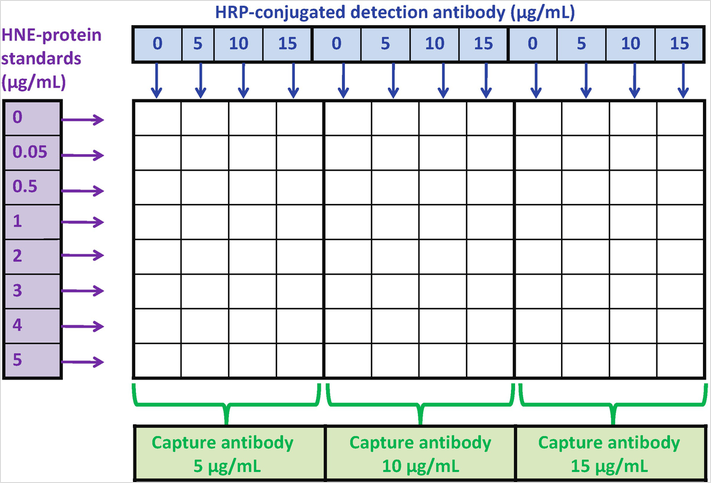 HRP-conjugated detection antibody (µg/mL)
HNE-protein
standards
(µg/mL)
0 5 10 15 0 5 10 15 0 5 10 15
0
0.05
0.5
1
2
3
4
5
Capture antibody
5 µg/mL
Capture antibody
10 µg/mL
Capture antibody
15 µg/mL